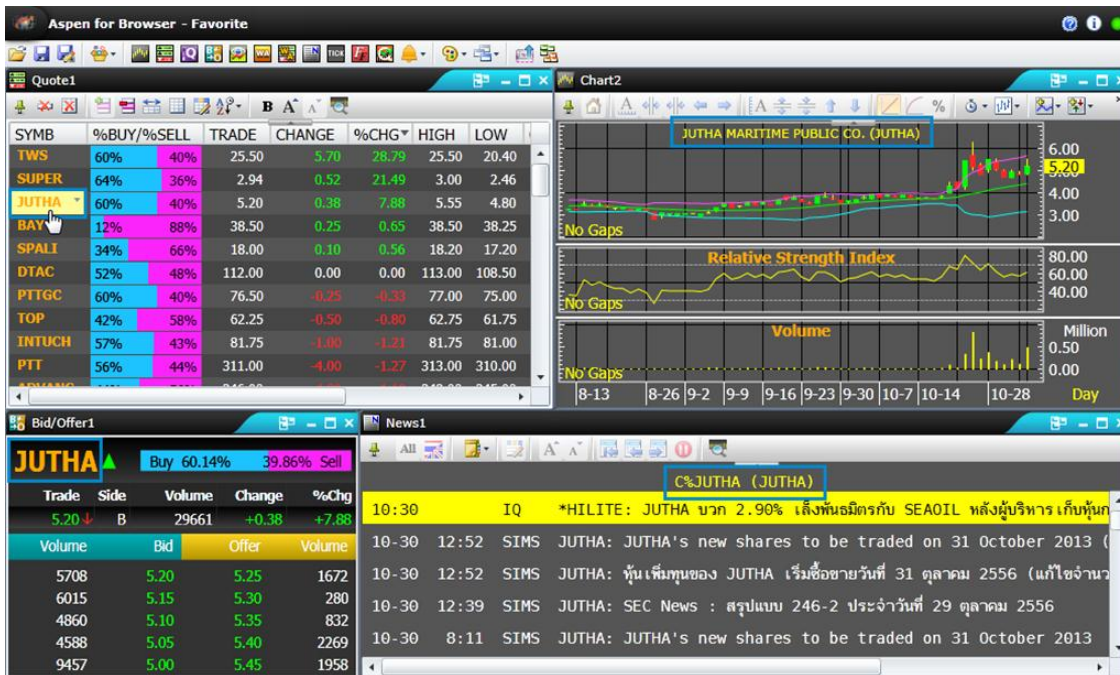 Aspen for Browser - Favorite
Quote1
SYMB %BUY/%SELL TRADE CHANGE %CHG HIGH LOW
TWS 60% 40% 25.50 5.70 28.79 25.50 20.40
SUPER 64% 36% 2.94 0.52 21.49 3.00 2.46
JUTHA 60% 40% 5.20 0.38 7.88 5.55 4.80
BAY 12% 88% 38.50 0.25 0.65 38.50 38.25
SPALI 34% 66% 18.00 0.10 0.56 18.20 17.20
DTAC 52% 48% 112.00 0.00 0.00 113.00 108.50
PTTGC 60% 40% 76.50 -0.25 -0.33 77.00 75.00
TOP 42% 58% 62.25 -0.50 -0.80 62.75 61.75
INTUCH 57% 43% 81.75 -1.00 -1.21 81.75 81.00
PTT 56% 44% 311.00 -4.00 -1.27 313.00 310.00
Chart2
JUTHA MARITIME PUBLIC CO. (JUTHA)
6.00
5.20
4.00
3.00
No Gaps
Relative Strength Index
80.00
60.00
40.00
No Gaps
Volume
Million
0.50
0.00
No Gaps
8-13 8-26 9-2 9-9 9-16 9-23 9-30 10-7 10-14 10-28 Day
Bid/Offer1
JUTHA Buy 60.14% 39.86% Sell
Trade Side Volume Change %Chg
5.20 B 29661 +0.38 +7.88
Volume Bid Offer Volume
5708 5.20 5.25 1672
6015 5.15 5.30 280
4860 5.10 5.35 832
4588 5.05 5.40 2269
9457 5.00 5.45 1958
News1
All
C%JUTHA (JUTHA)
10:30 IQ *HILITE: JUTHA บวก 2.90% เล็งพันธมิตรกับ SEAOIL หลังผู้บริหาร เก็บหุ้นก
10-30 12:52 SIMS JUTHA: JUTHA's new shares to be traded on 31 October 2013 (
10-30 12:52 SIMS JUTHA: หุ้นเพิ่มทุนของ JUTHA เริ่มซื้อขายวันที่ 31 ตุลาคม 2556 (แก้ไขจำนว
10-30 12:39 SIMS JUTHA: SEC News : สรุปแบบ 246-2 ประจำวันที่ 29 ตุลาคม 2556
10-30 8:11 SIMS JUTHA: JUTHA's new shares to be traded on 31 October 2013